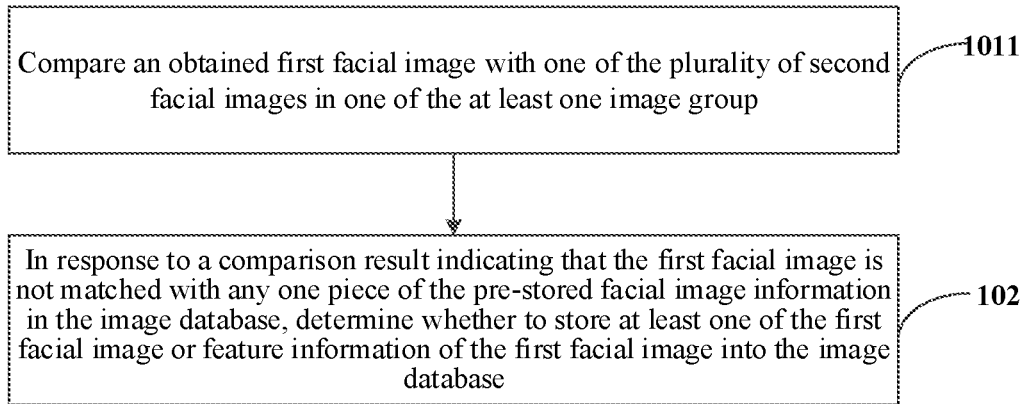 1011
Compare an obtained first facial image with one of the plurality of second
facial images in one of the at least one image group
In response to a comparison result indicating that the first facial image is
not matched with any one piece of the pre-stored facial image information
in the image database, determine whether to store at least one of the first
102
facial image or feature information of the first facial image into the image
database